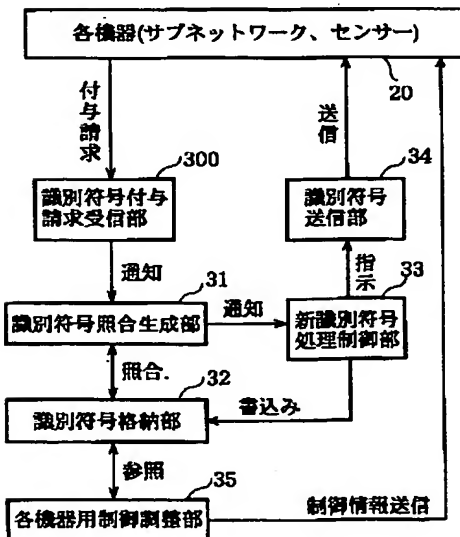 各機器(サブネットワーク、センサー)
20
付与請求
送信
300
34
識別符号付与
請求受信部
識別符号
送信部
通知
指示
31
33
識別符号照合生成部
通知
新識別符号
処理制御部
照合.
32
書込み
識別符号格納部
参照
35
制御情報送信
各機器用制御調整部